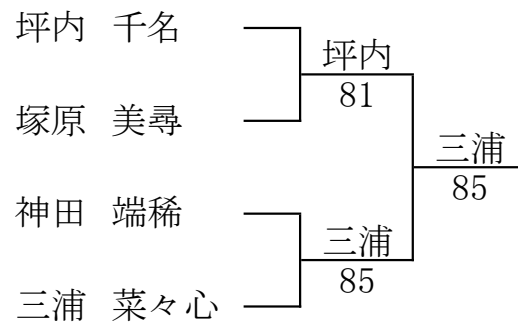 坪内 千名
坪内
81
塚原 美尋
三浦
85
神田 端稀
三浦
85
三浦 菜々心